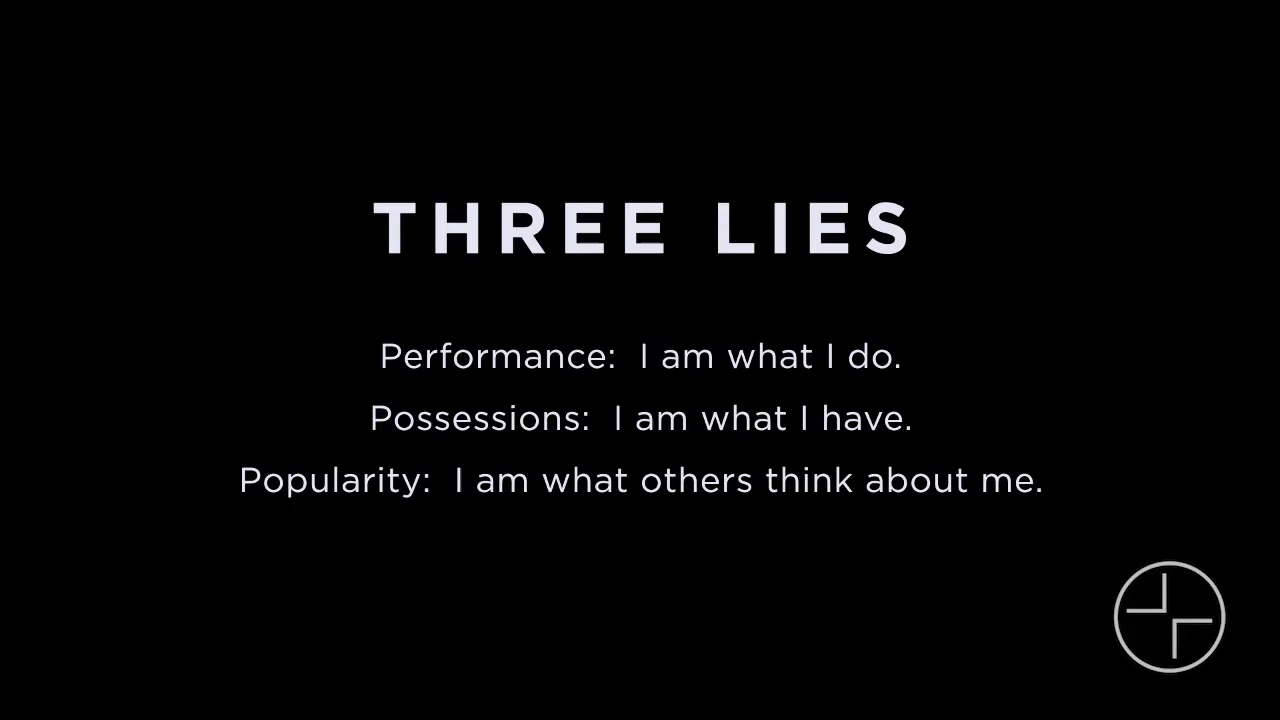 THREE LIES
Performance: I am what I do.
Possessions: I am what I have.
Popularity: I am what others think about me.